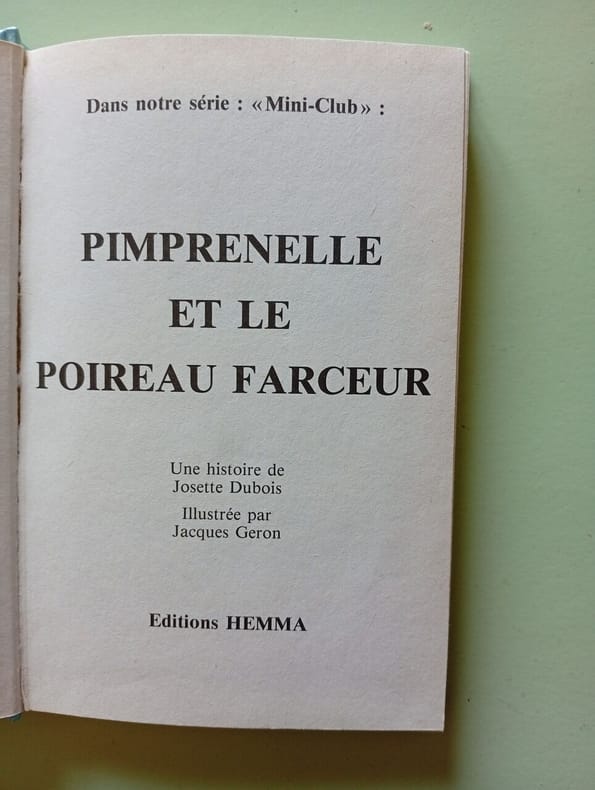 Dans notre série : « Mini-Club » :
PIMPRENELLE
ET LE
POIREAU FARCEUR
Une histoire de
Josette Dubois
Illustrée par
Jacques Geron
Editions HEMMA